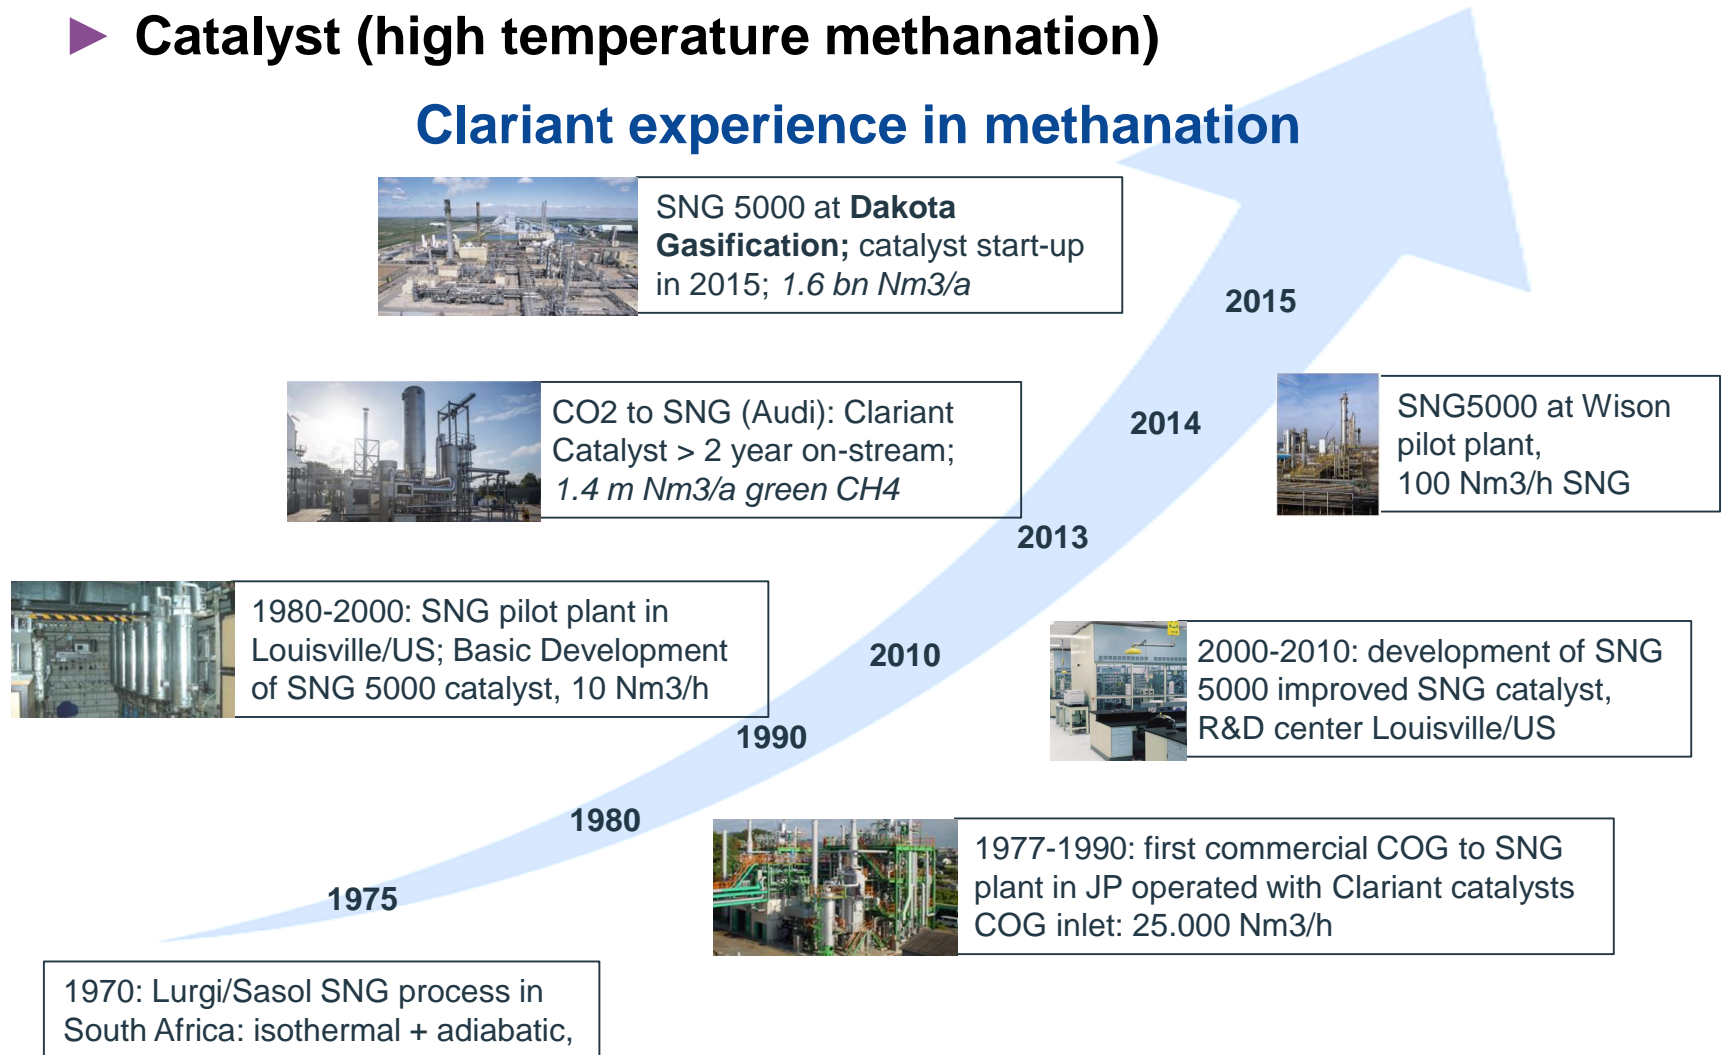 ► Catalyst (high temperature methanation)
Clariant experience in methanation
SNG 5000 at Dakota
Gasification; catalyst start-up
in 2015; 1.6 bn Nm3/a
2015
CO2 to SNG (Audi): Clariant
Catalyst > 2 year on-stream;
1.4 m Nm3/a green CH4
2014
SNG5000 at Wison
pilot plant,
100 Nm3/h SNG
2013
1980-2000: SNG pilot plant in
Louisville/US; Basic Development
of SNG 5000 catalyst, 10 Nm3/h
2010
2000-2010: development of SNG
5000 improved SNG catalyst,
R&D center Louisville/US
1990
1980
1977-1990: first commercial COG to SNG
plant in JP operated with Clariant catalysts
COG inlet: 25.000 Nm3/h
1975
1970: Lurgi/Sasol SNG process in
South Africa: isothermal + adiabatic,